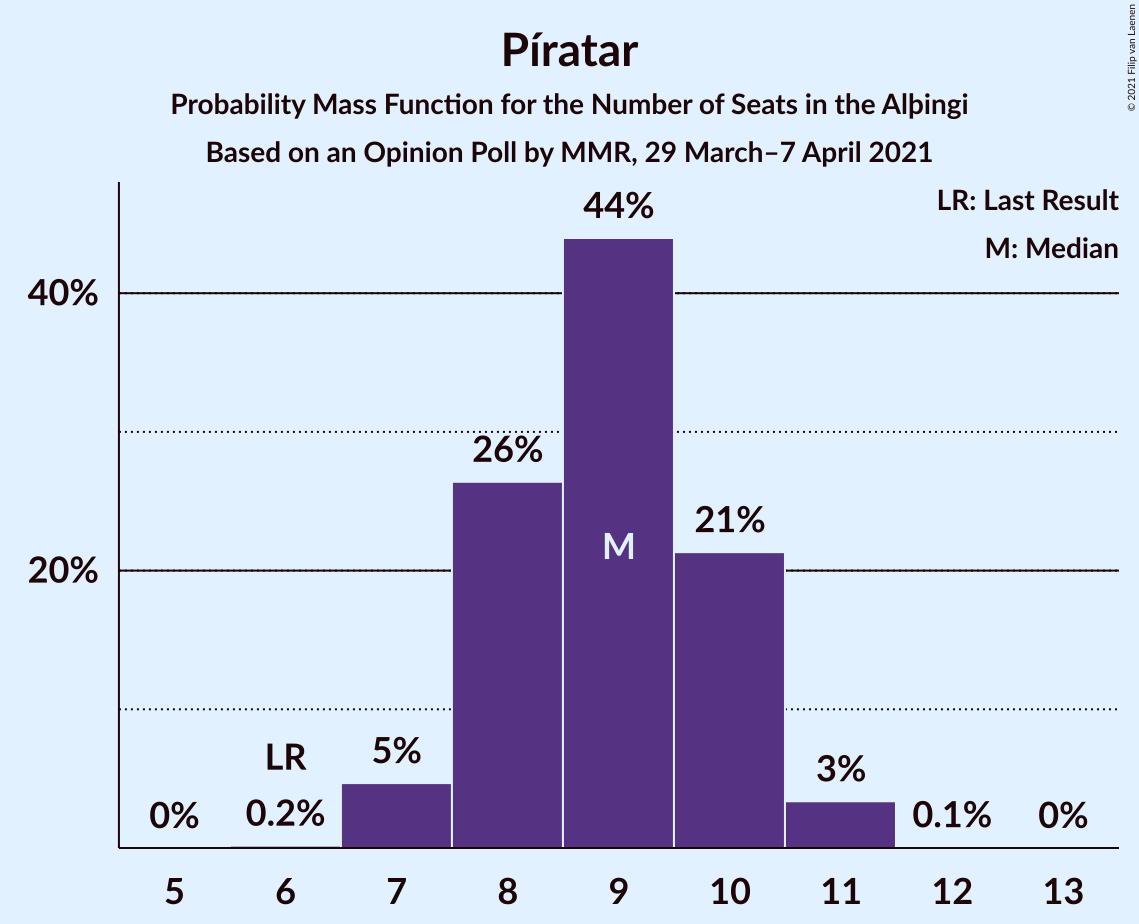 Píratar
Probability Mass Function for the Number of Seats in the Alþingi
Based on an Opinion Poll by MMR, 29 March–7 April 2021
© 2021 Filip van Laenen
LR: Last Result
M: Median
44%
40%
26%
21%
M
20%
LR
5%
3%
0%
0.2%
0.1%
0%
5 6 7 8 9 10 11 12 13